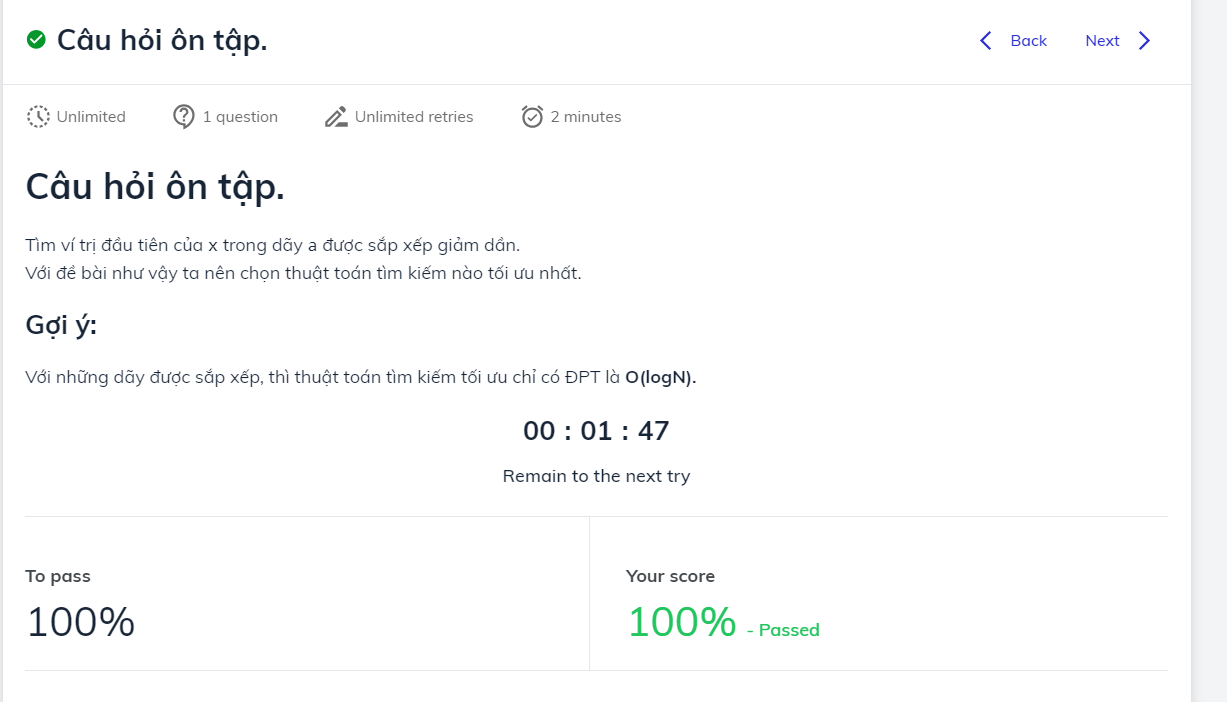 Câu hỏi ôn tập.
Back Next
Unlimited 1 question Unlimited retries 2 minutes
Câu hỏi ôn tập.
Tìm ví trị đầu tiên của x trong dãy a được sắp xếp giảm dần.
Với đề bài như vậy ta nên chọn thuật toán tìm kiếm nào tối ưu nhất.
Gợi ý:
Với những dãy được sắp xếp, thì thuật toán tìm kiếm tối ưu chỉ có ĐPT là O(logN).
00 : 01 : 47
Remain to the next try
To pass
100%
Your score
100% - Passed